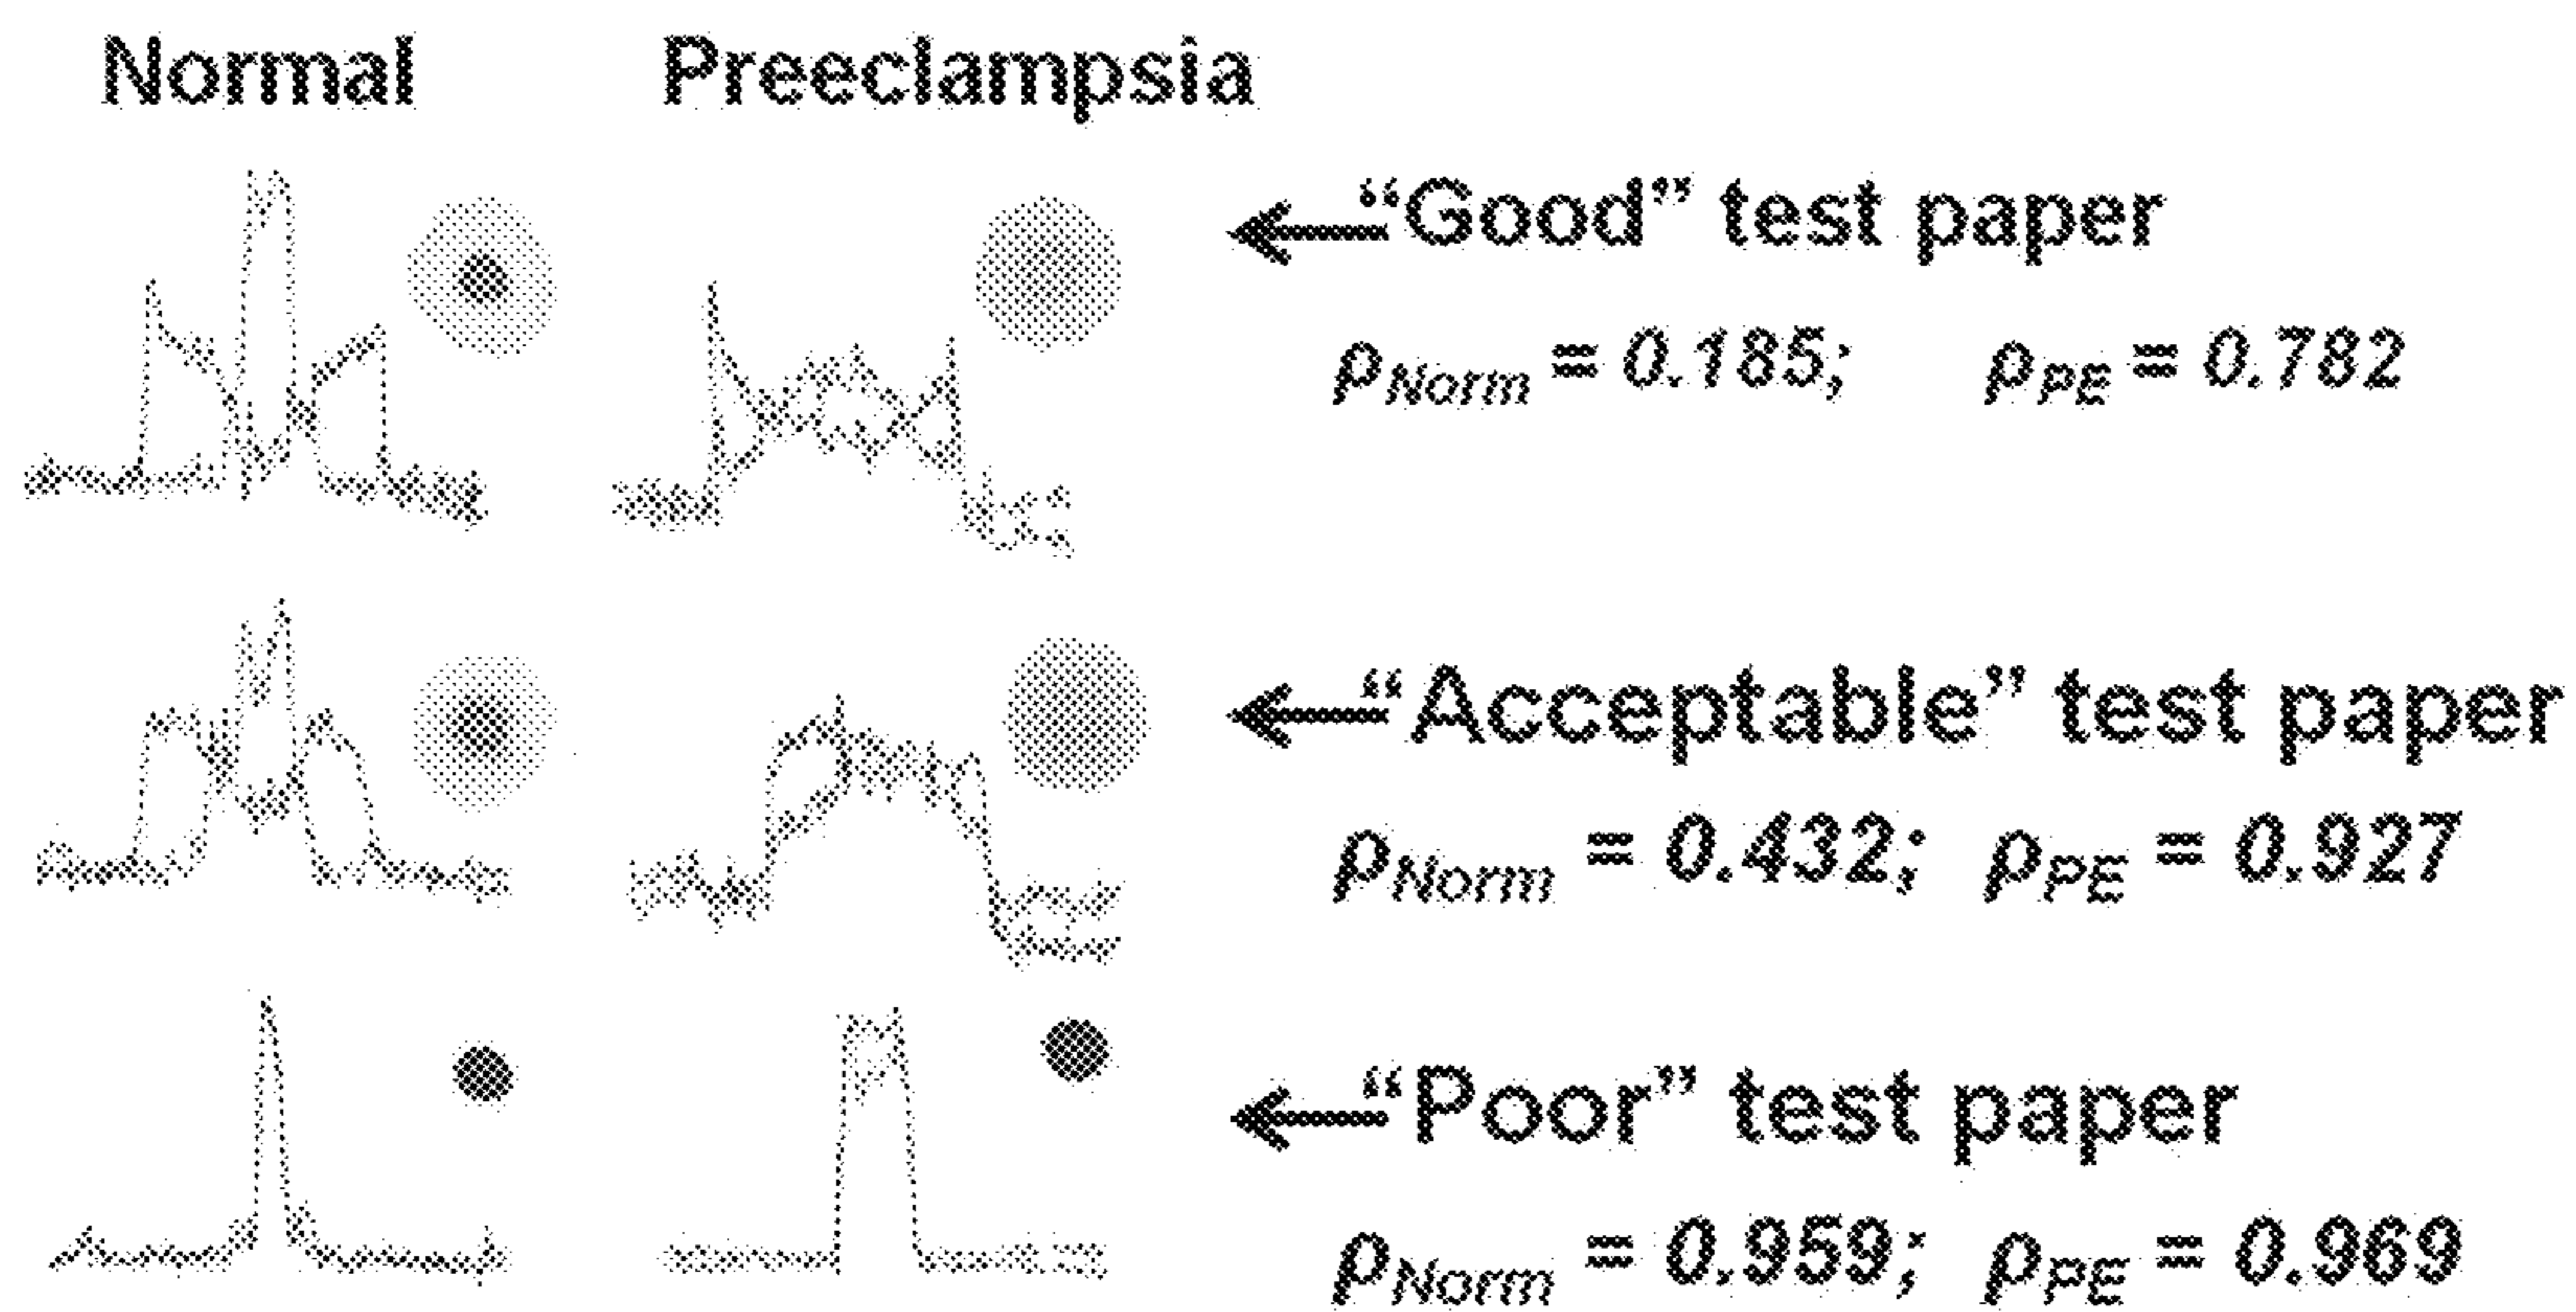 Normal Preeclampsia
“Good” test paper
ρNorm = 0.185; ρPE = 0.782
“Acceptable” test paper
ρNorm = 0.432; ρPE = 0.927
“Poor” test paper
ρNorm = 0.959; ρPE = 0.969